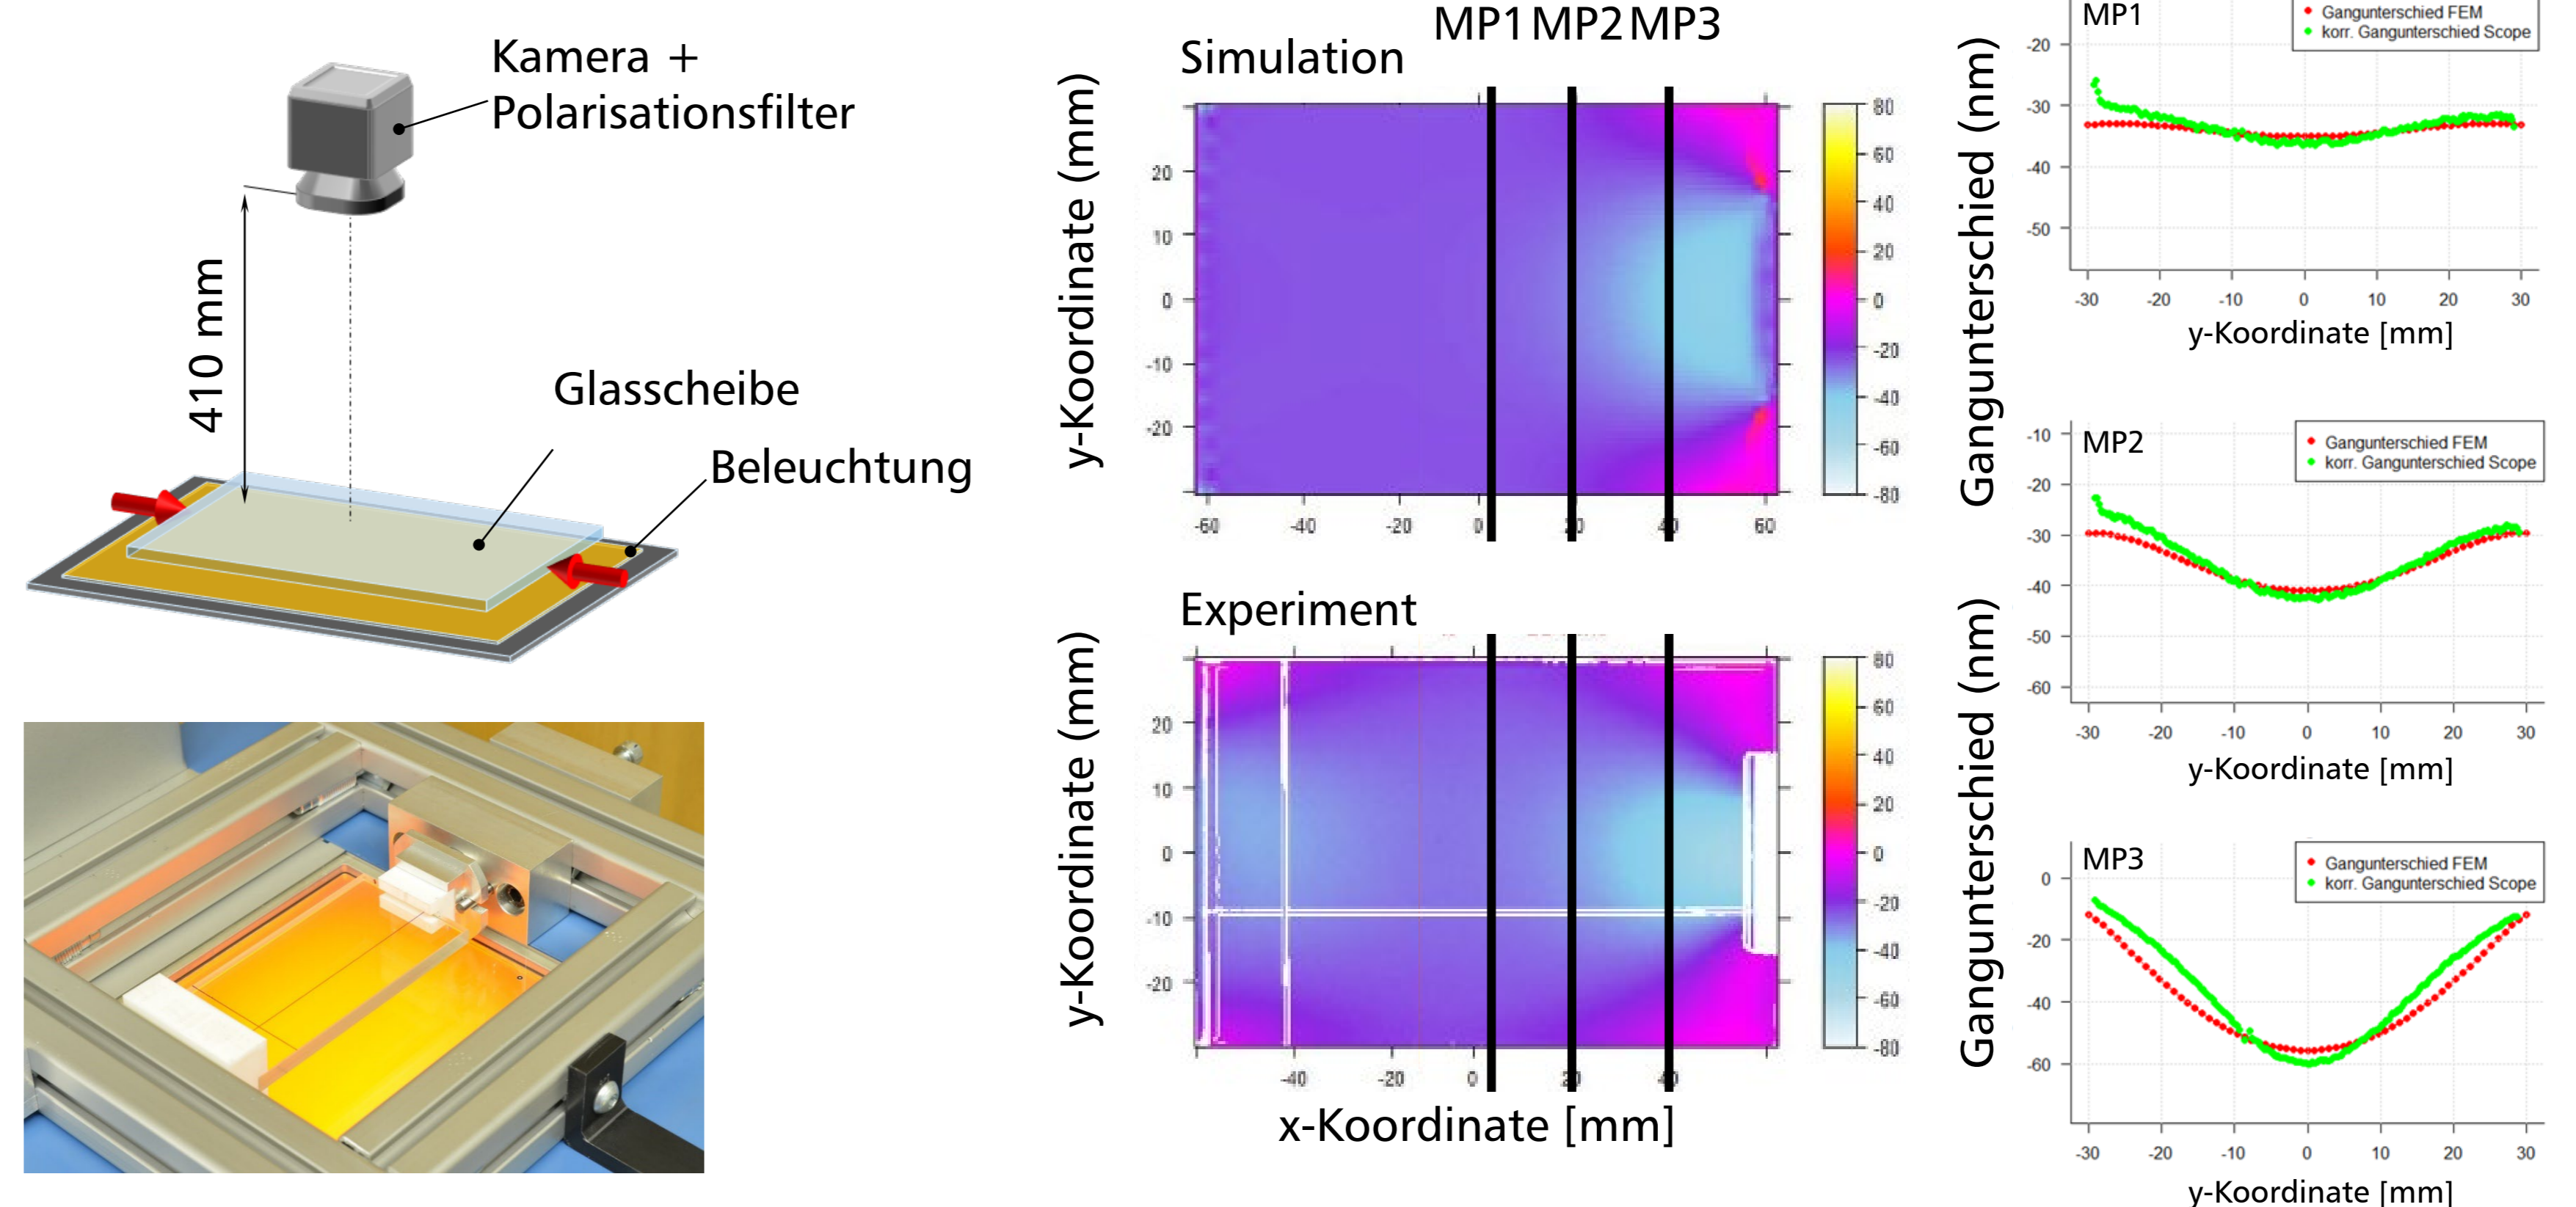 Kamera +
Polarisationsfilter
410 mm
Glasscheibe
Beleuchtung
MP1 MP2 MP3
Simulation
y-Koordinate (mm)
20
10
0
-10
-20
-60 -40 -20 0 20 40 60
80
60
40
20
0
-20
-40
-60
-80
Experiment
y-Koordinate (mm)
20
10
0
-10
-20
-40 -20 0 20 40
x-Koordinate [mm]
80
60
40
20
0
-20
-40
-60
-80
Gangunterschied (nm)
MP1
Gangunterschied FEM
korr. Gangunterschied Scope
-20
-30
-40
-50
-30 -20 -10 0 10 20 30
y-Koordinate [mm]
MP2
Gangunterschied FEM
korr. Gangunterschied Scope
-10
-20
-30
-40
-50
-60
-30 -20 -10 0 10 20 30
y-Koordinate [mm]
Gangunterschied (nm)
MP3
Gangunterschied FEM
korr. Gangunterschied Scope
0
-20
-40
-60
-30 -20 -10 0 10 20 30
y-Koordinate [mm]